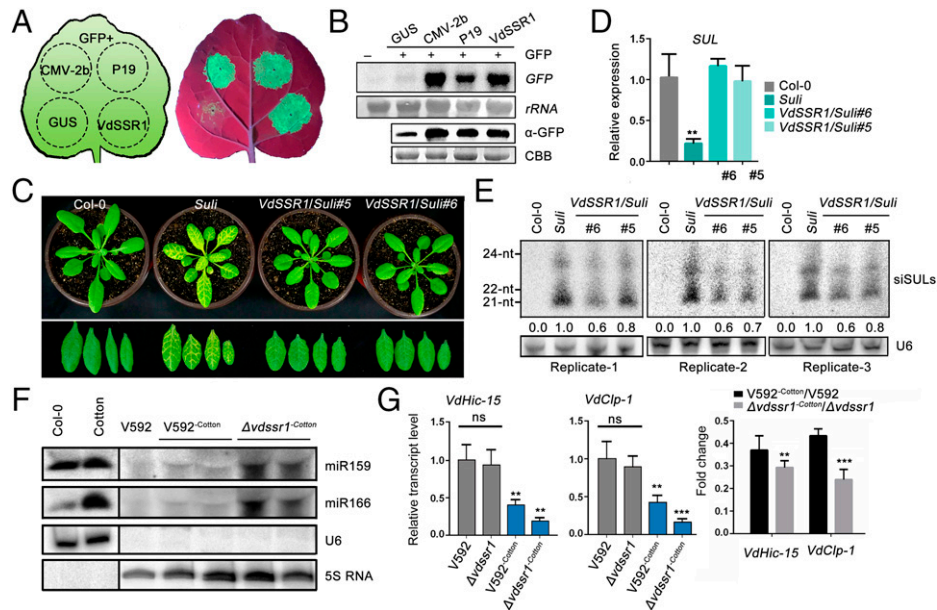 A
GFP+
CMV-2b P19
GUS VdSSR1
B
GUS CMV-2b P19 VdSSR1
– + + + + GFP
GFP
rRNA
α-GFP
CBB
C
Col-0 Suli VdSSR1/Suli#5 VdSSR1/Suli#6
D
SUL
Relative expression
1.5
1.0
0.5
0.0
**
#6 #5
Col-0
Suli
VdSSR1/Suli#6
VdSSR1/Suli#5
E
Col-0 Suli VdSSR1/Suli #6 #5
Col-0 Suli VdSSR1/Suli #6 #5
Col-0 Suli VdSSR1/Suli #6 #5
24-nt
22-nt
21-nt
siSULs
0.0 1.0 0.6 0.8 0.0 1.0 0.6 0.7 0.0 1.0 0.6 0.8
U6
Replicate-1 Replicate-2 Replicate-3
F
Col-0 Cotton V592 V592-Cotton Δvdssr1-Cotton
miR159
miR166
U6
5S RNA
G
VdHic-15
Relative transcript level
1.5
1.0
0.5
0.0
ns
**
**
V592
Δvdssr1
V592-Cotton
Δvdssr1-Cotton
VdClp-1
1.5
1.0
0.5
0.0
ns
**
***
V592
Δvdssr1
V592-Cotton
Δvdssr1-Cotton
V592-Cotton/V592
Δvdssr1-Cotton/Δvdssr1
Fold change
0.6
0.4
0.2
0.0
**
***
VdHic-15 VdClp-1